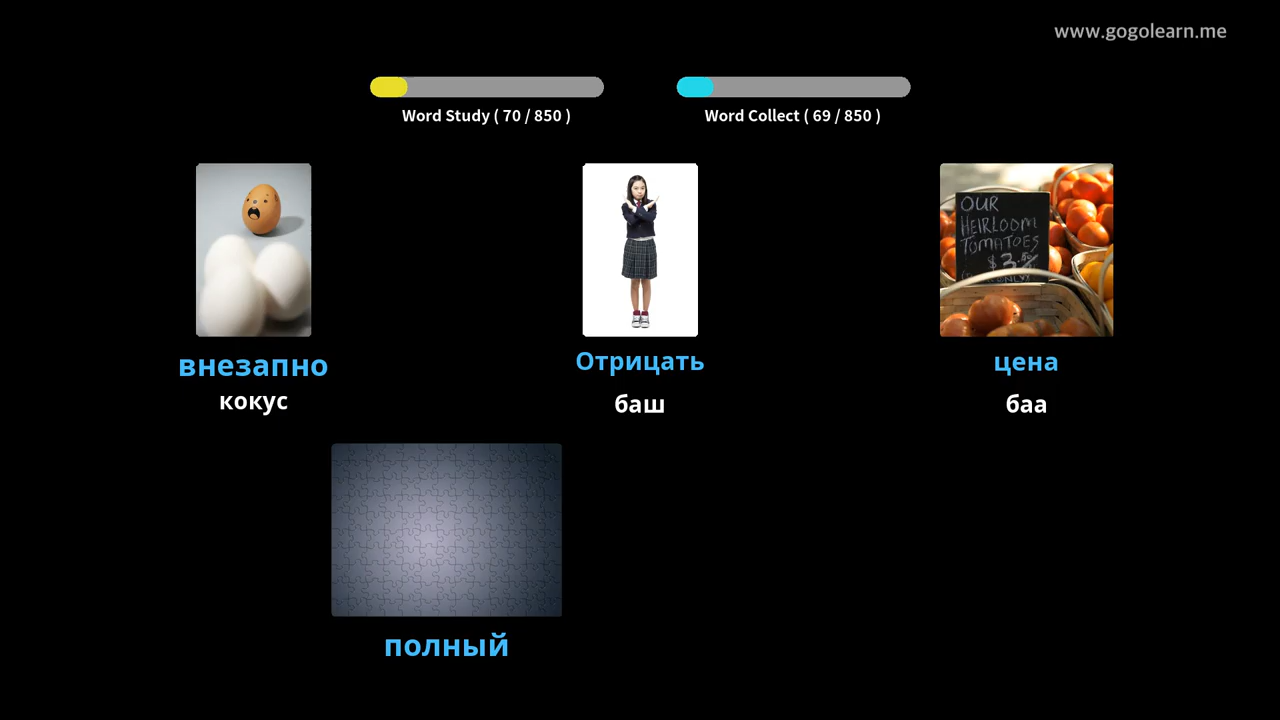 www.gogolearn.me
Word Study ( 70 / 850 )
Word Collect ( 69 / 850 )
OUR
HEIRLOOM
TOMATOES
$3
внезапно
кокус
Отрицать
баш
цена
баа
полный